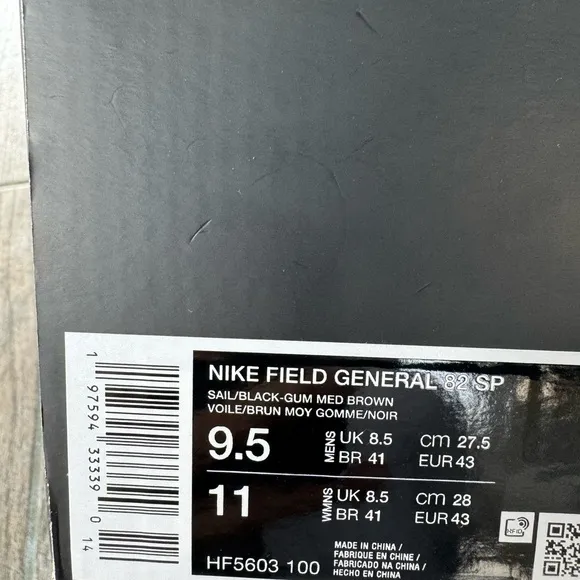 NIKE FIELD GENERAL 82 SP
SAIL/BLACK-GUM MED BROWN
VOILE/BRUN MOY GOMME/NOIR
9.5 MENS UK 8.5 cm 27.5
BR 41 EUR 43
11 WMNS UK 8.5 cm 28
BR 41 EUR 43
HF5603 100
MADE IN CHINA/
FABRIQUE EN CHINE /
FABRICADO NA CHINA /
HECHO EN CHINA
RFID
1 97594 33339 0 14